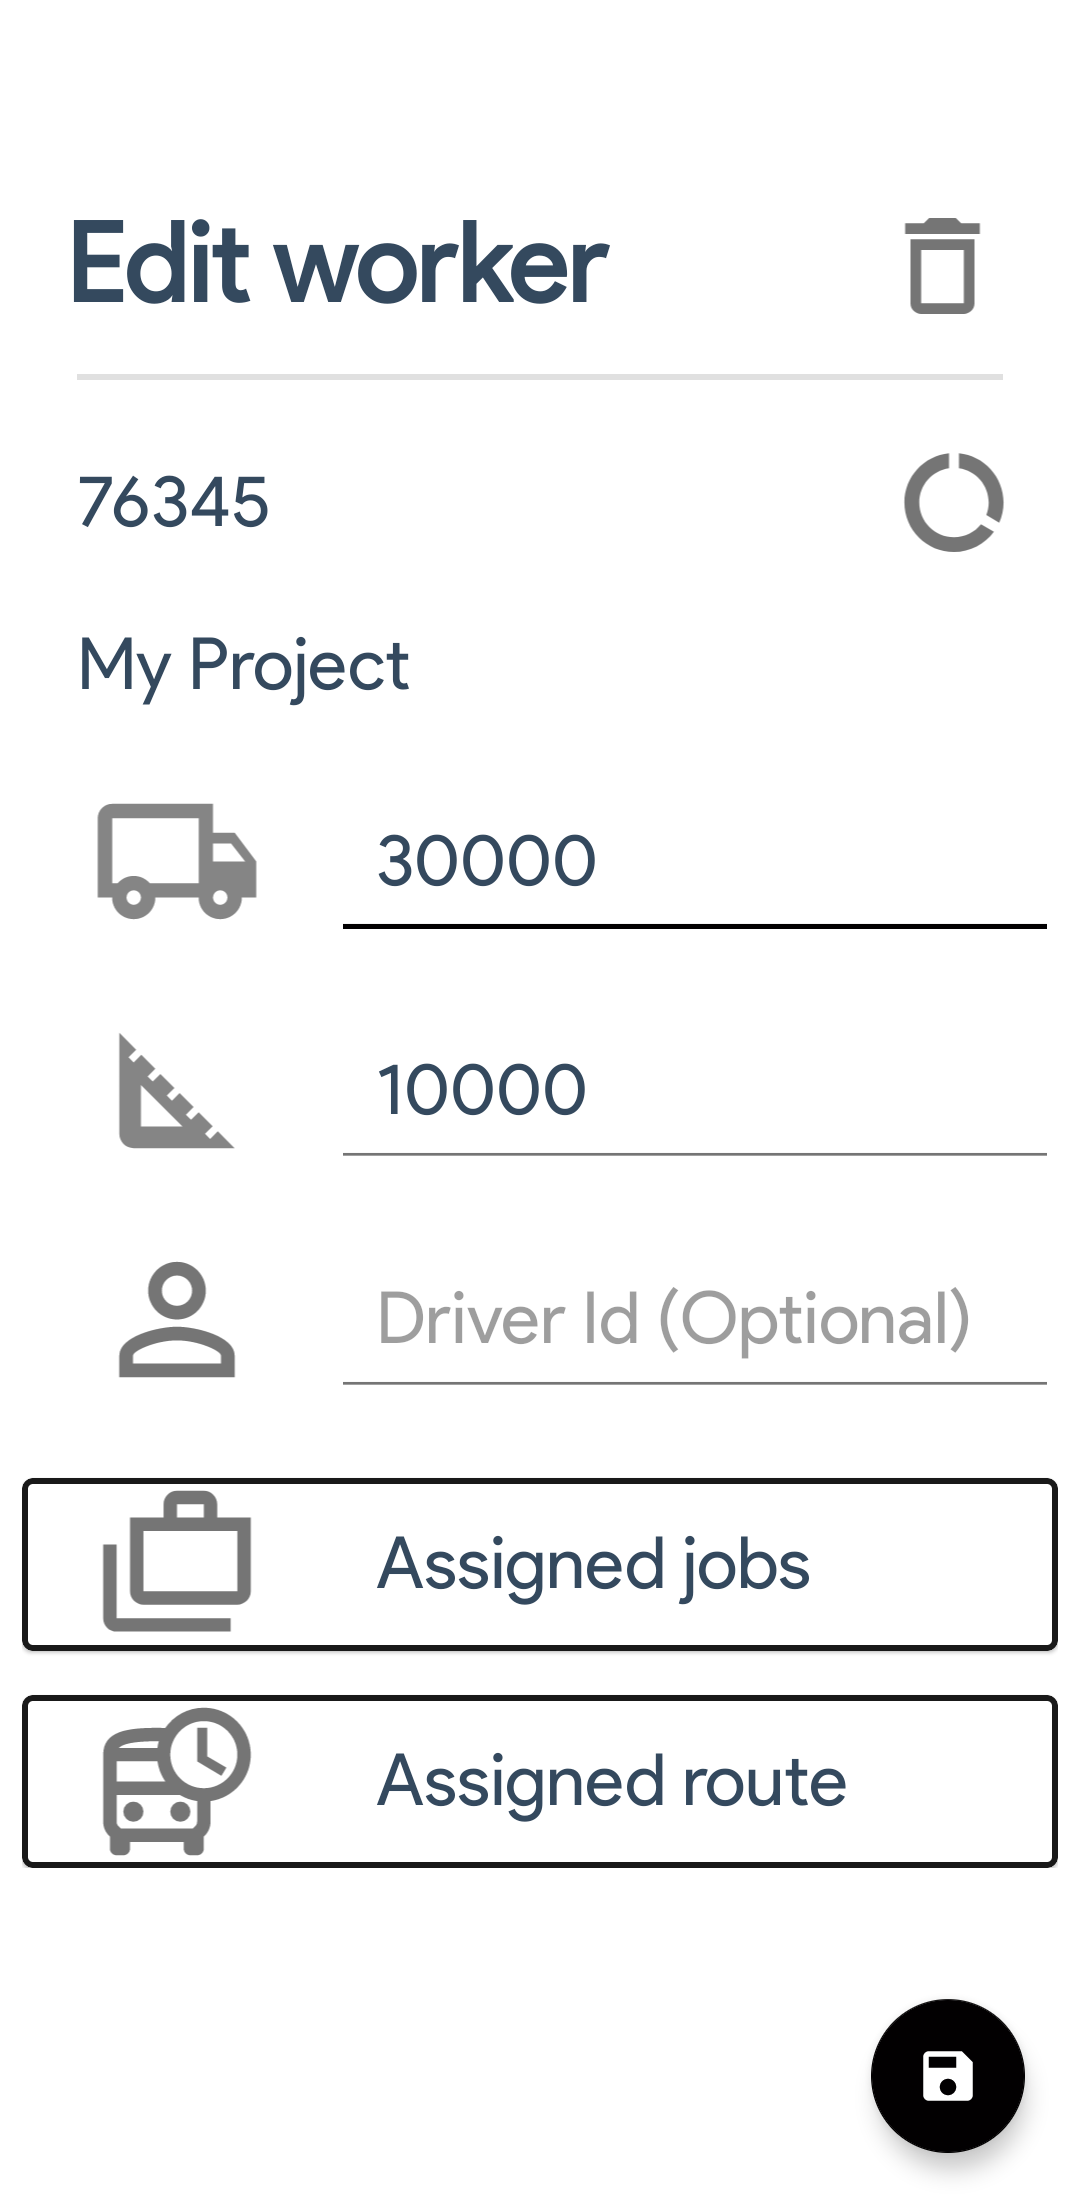 Edit worker
76345
My Project
30000
10000
Driver Id (Optional)
Assigned jobs
Assigned route